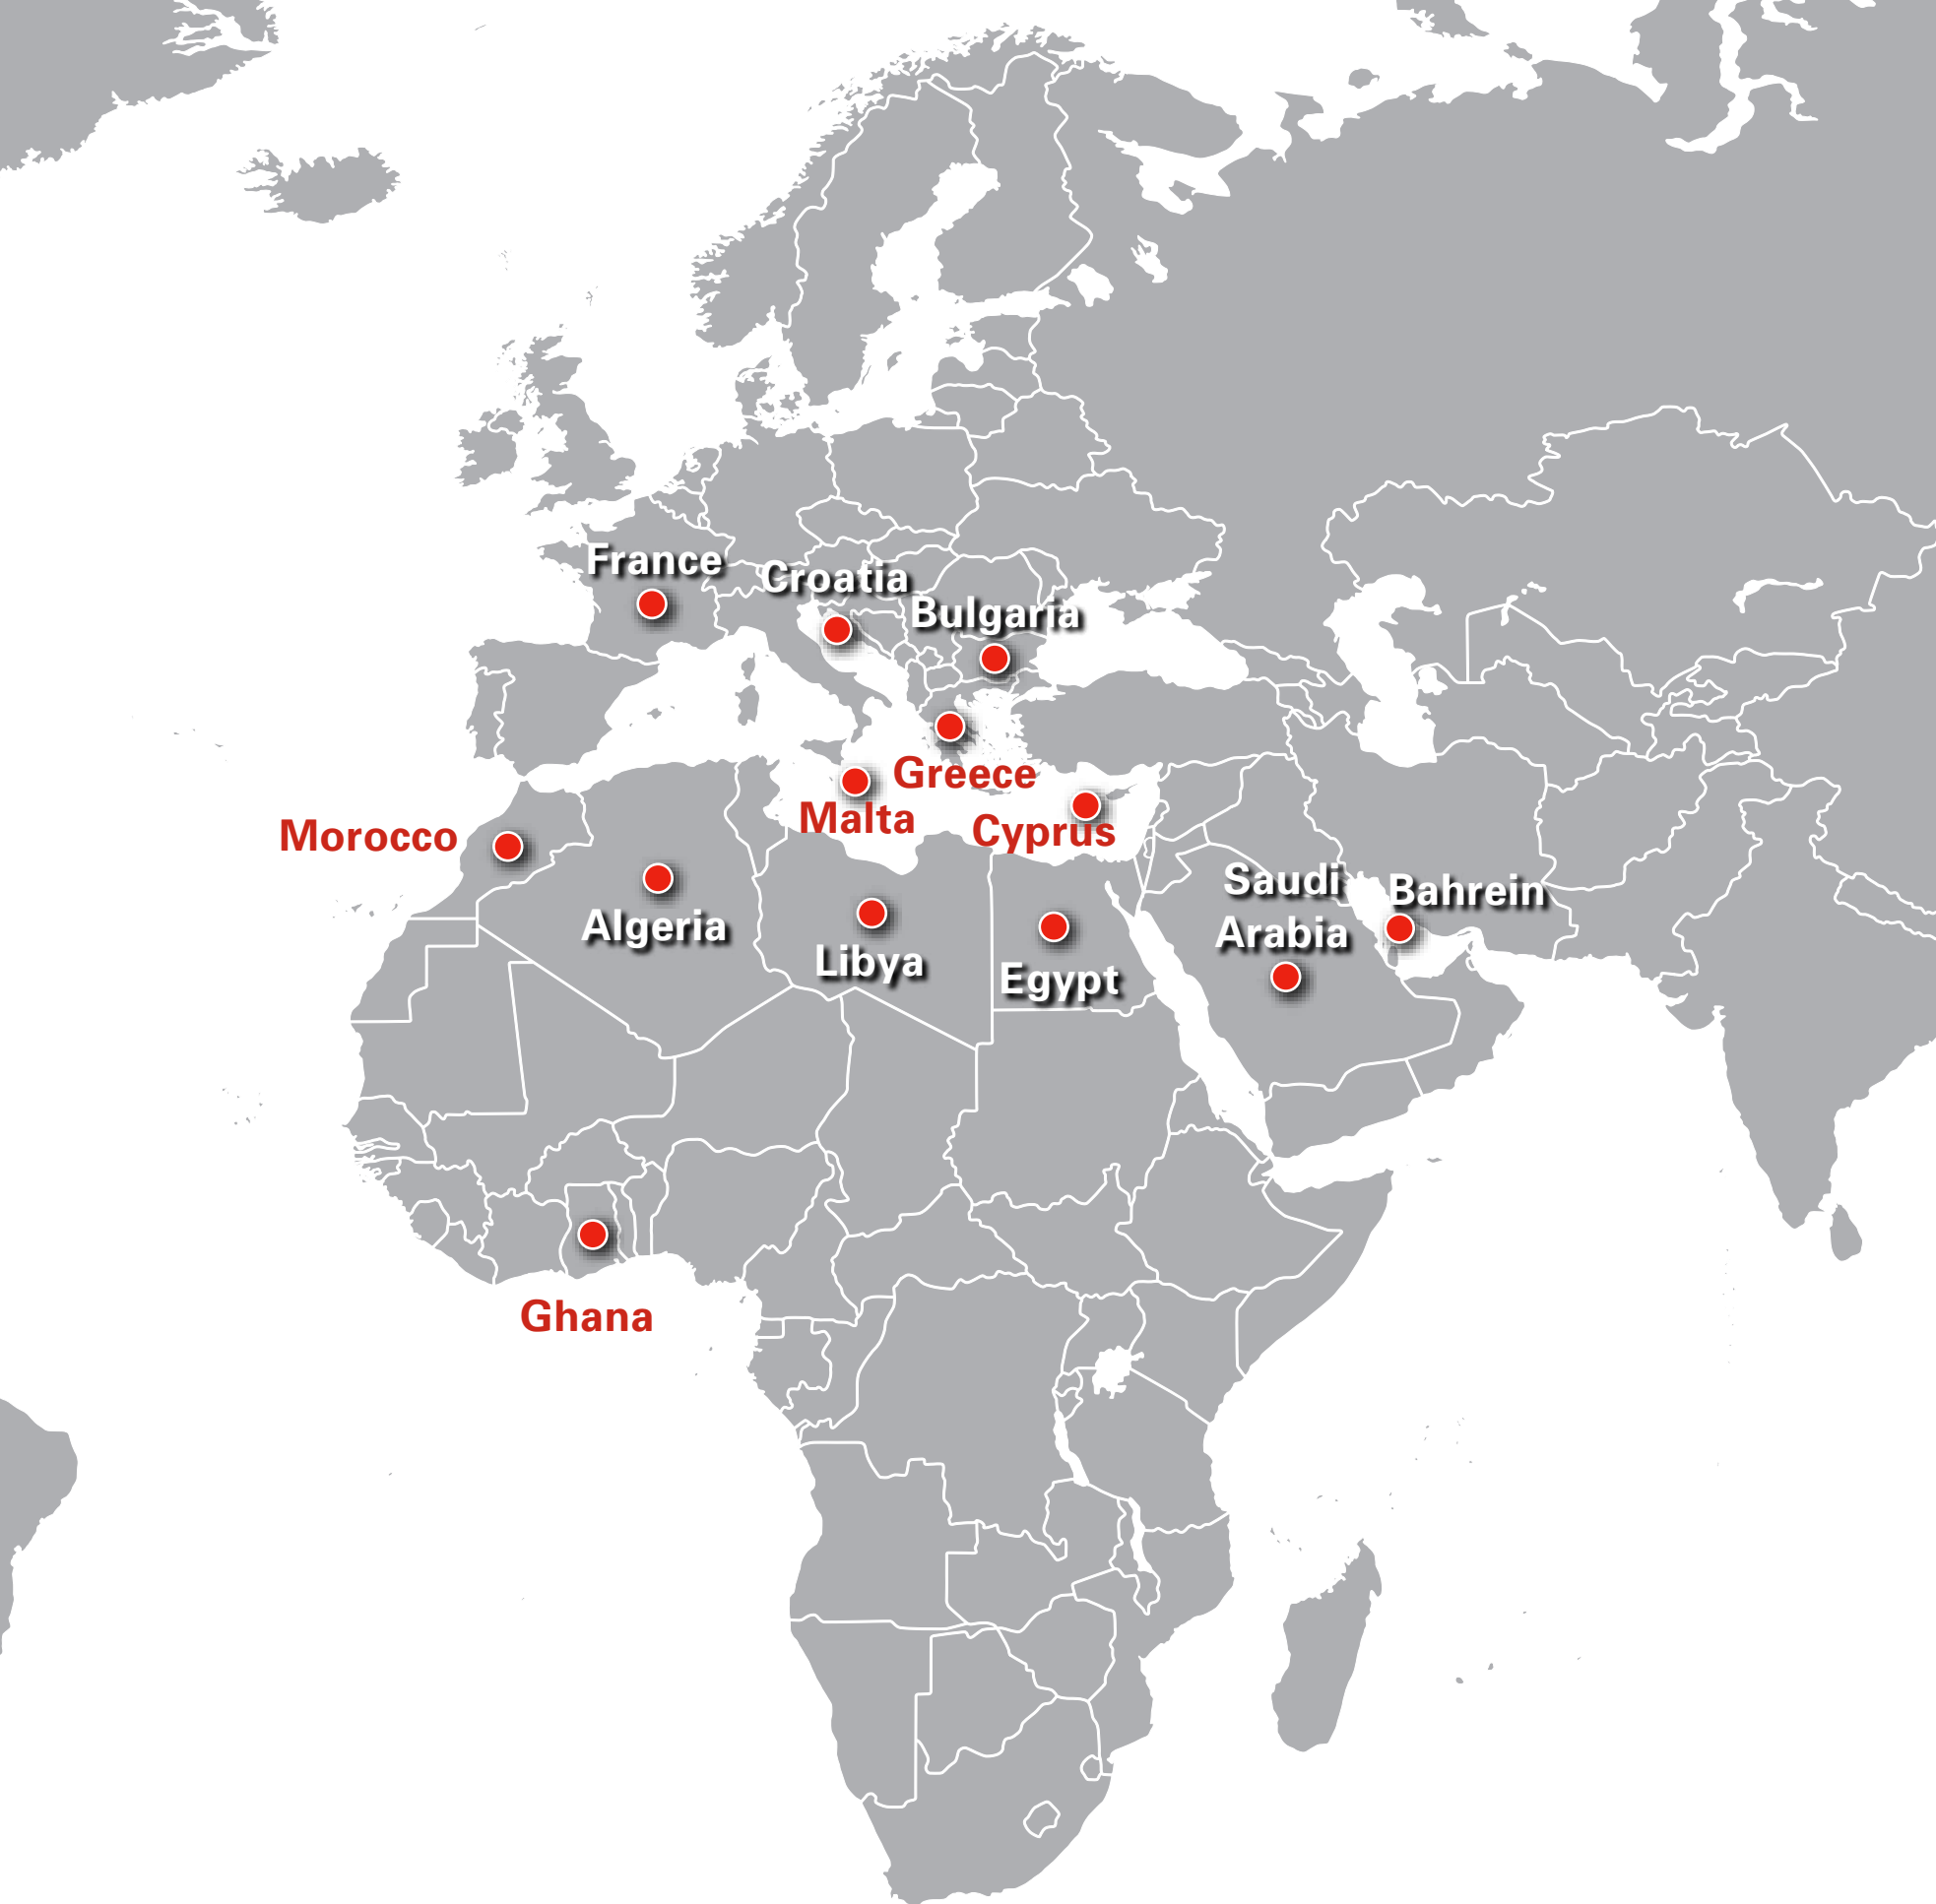 France
Croatia
Bulgaria
Greece
Malta
Cyprus
Morocco
Algeria
Libya
Egypt
Saudi
Arabia
Bahrein
Ghana